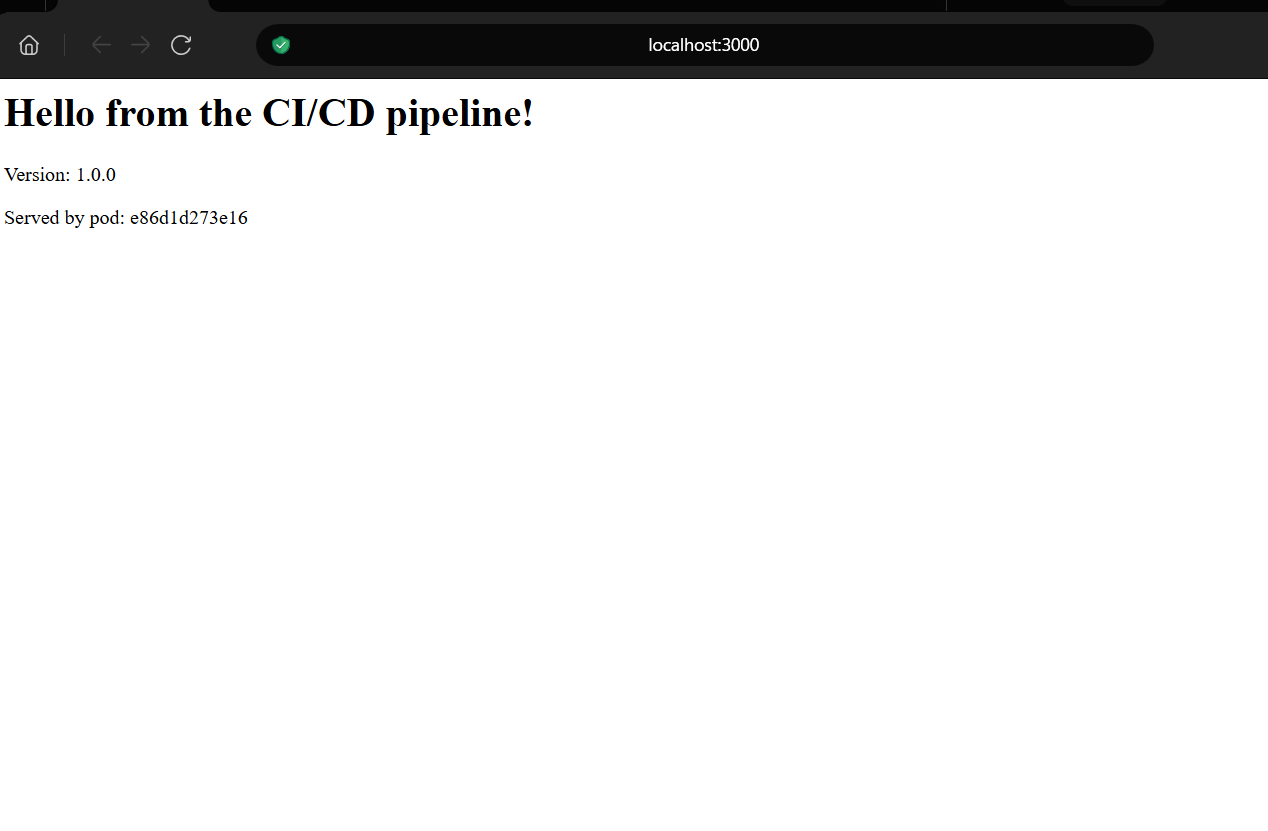 localhost:3000
Hello from the CI/CD pipeline!
Version: 1.0.0
Served by pod: e86d1d273e16